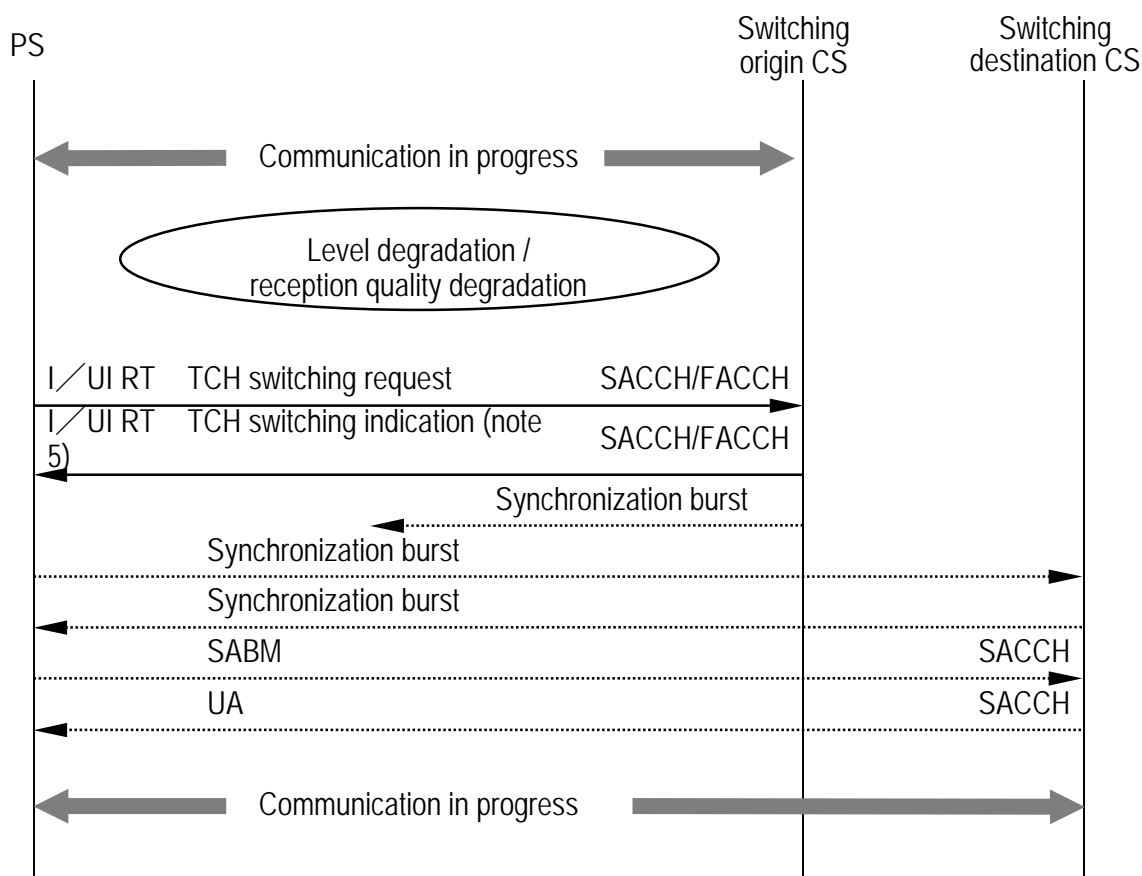 PS
Switching
origin CS
Switching
destination CS
Communication in progress
Level degradation /
reception quality degradation
I／UI RT TCH switching request SACCH/FACCH
I／UI RT TCH switching indication (note
5)
SACCH/FACCH
Synchronization burst
Synchronization burst
Synchronization burst
SABM SACCH
UA SACCH
Communication in progress